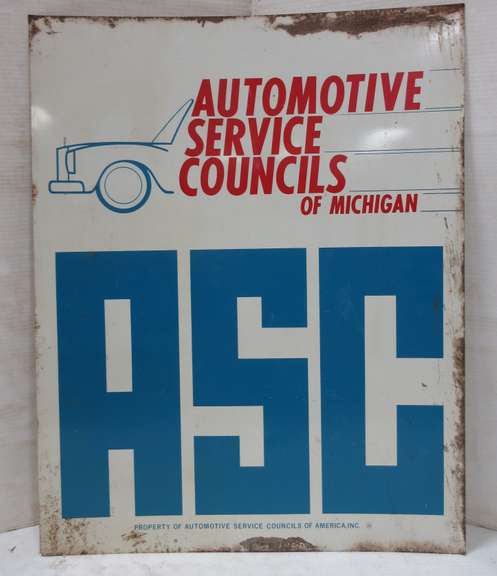 AUTOMOTIVE
SERVICE
COUNCILS
OF MICHIGAN
ASC
PROPERTY OF AUTOMOTIVE SERVICE COUNCILS OF AMERICA, INC.